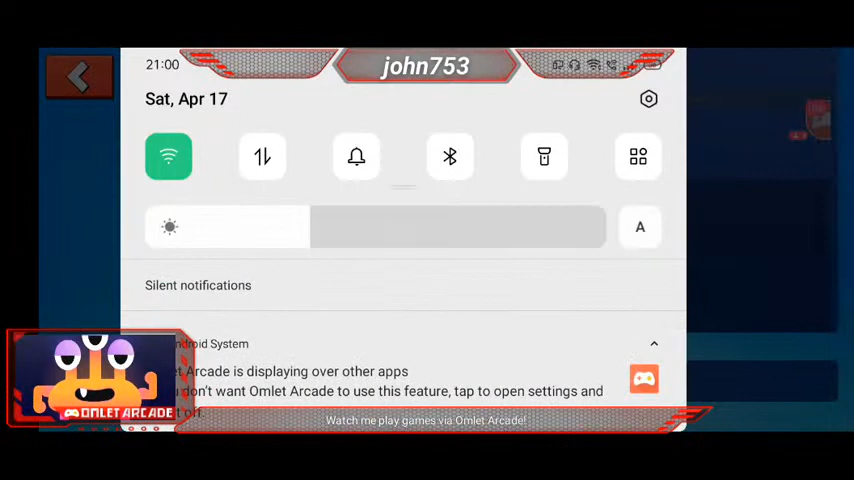 21:00
john753
Sat, Apr 17
A
Silent notifications
ndroid System
Arcade is displaying over other apps
don't want Omlet Arcade to use this feature, tap to open settings and
off.
OMLET ARCADE
Watch me play games via Omlet Arcade!